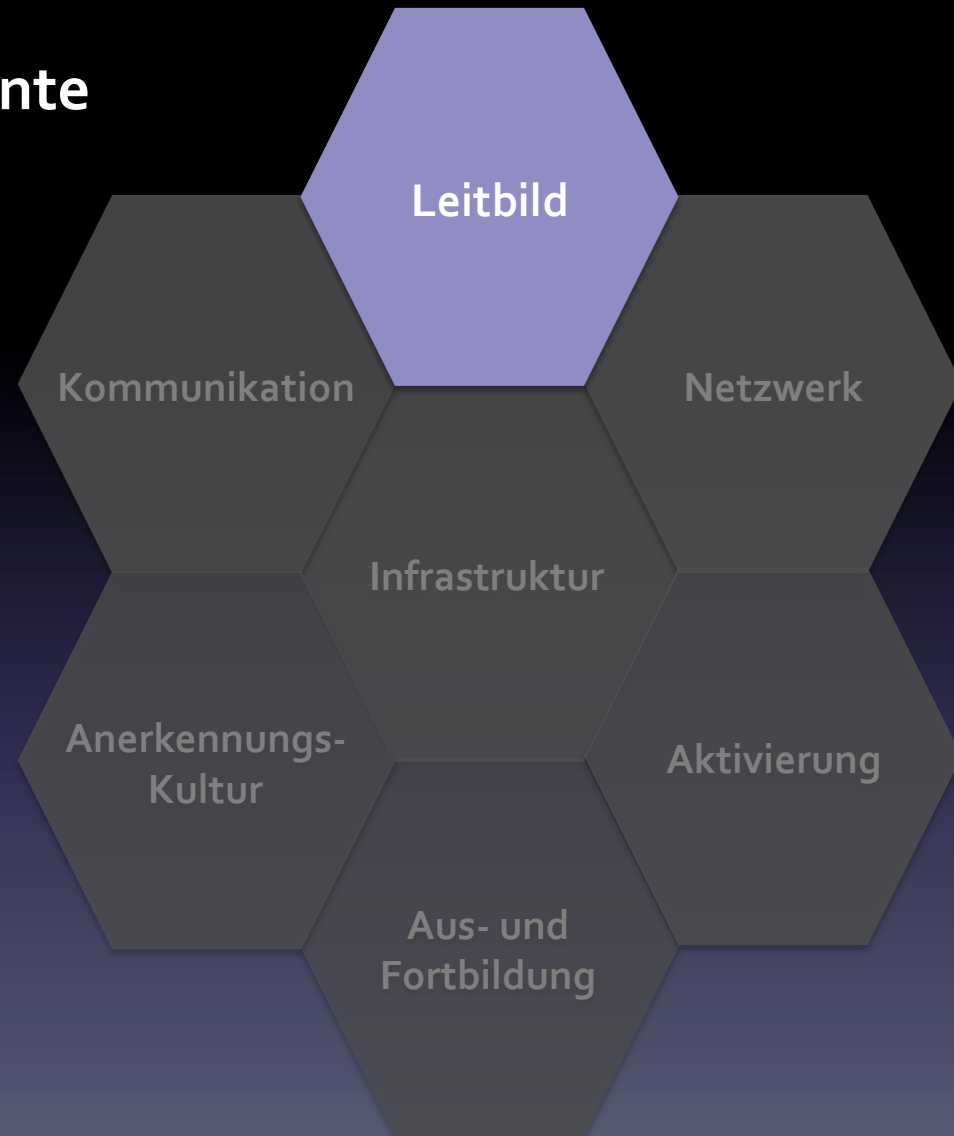 nte
Leitbild
Kommunikation
Netzwerk
Infrastruktur
Anerkennungs-
Kultur
Aktivierung
Aus- und
Fortbildung